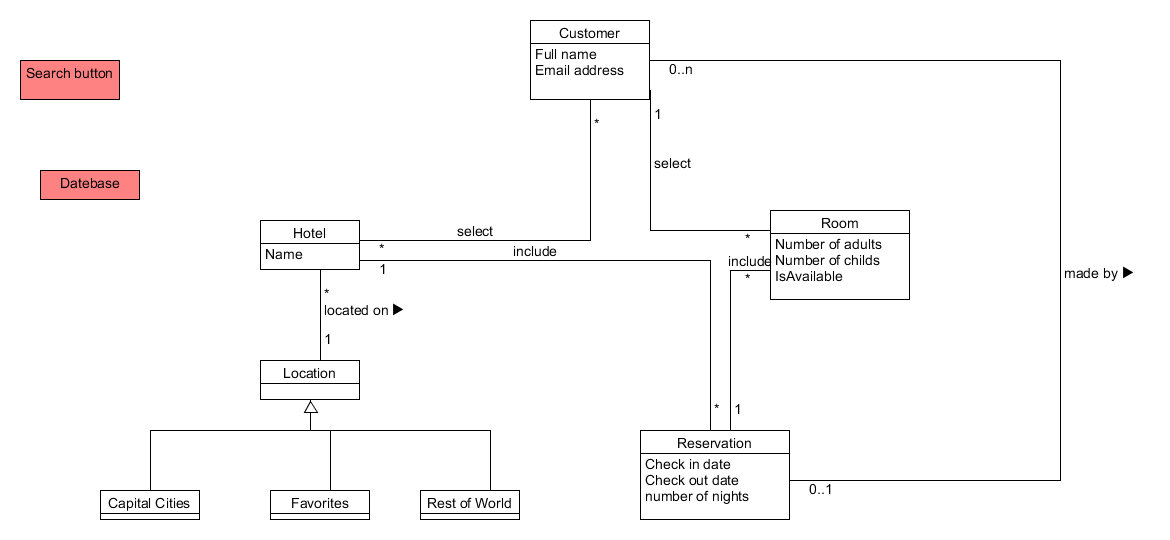 Customer
Full name
Email address
Search button
0..n
1
*
select
Datebase
Room
Number of adults
Number of childs
IsAvailable
Hotel
Name
select
*
*
include
include
1
*
made by ▶
*
located on ▶
1
Location
*
1
Reservation
Check in date
Check out date
number of nights
0..1
Capital Cities
Favorites
Rest of World